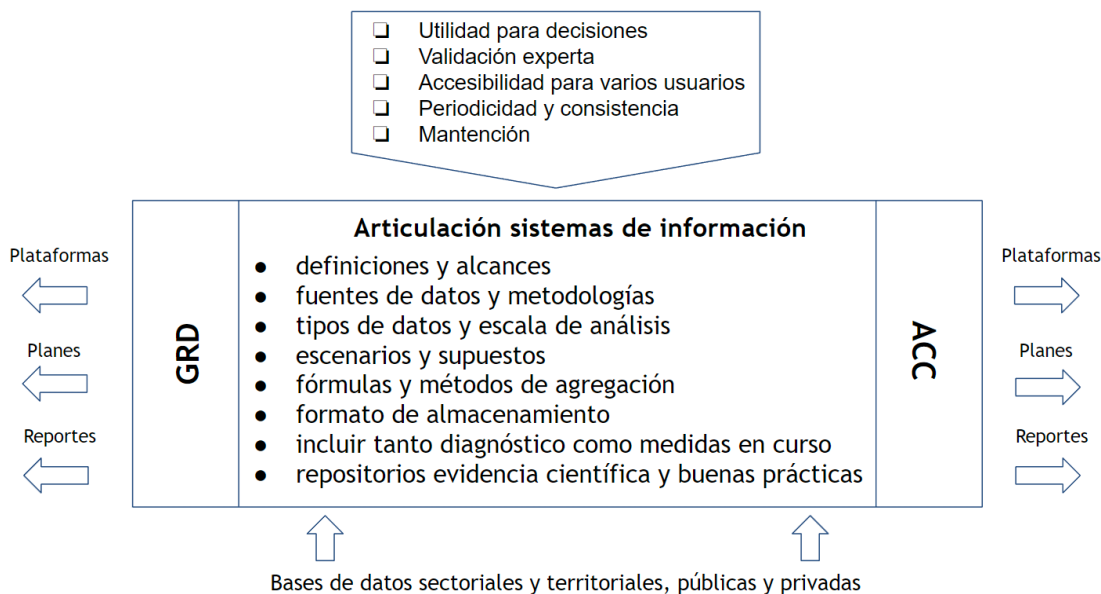 ❏ Utilidad para decisiones
❏ Validación experta
❏ Accesibilidad para varios usuarios
❏ Periodicidad y consistencia
❏ Mantención
Plataformas
Planes
Reportes
GRD
Articulación sistemas de información
● definiciones y alcances
● fuentes de datos y metodologías
● tipos de datos y escala de análisis
● escenarios y supuestos
● fórmulas y métodos de agregación
● formato de almacenamiento
● incluir tanto diagnóstico como medidas en curso
● repositorios evidencia científica y buenas prácticas
ACC
Plataformas
Planes
Reportes
Bases de datos sectoriales y territoriales, públicas y privadas